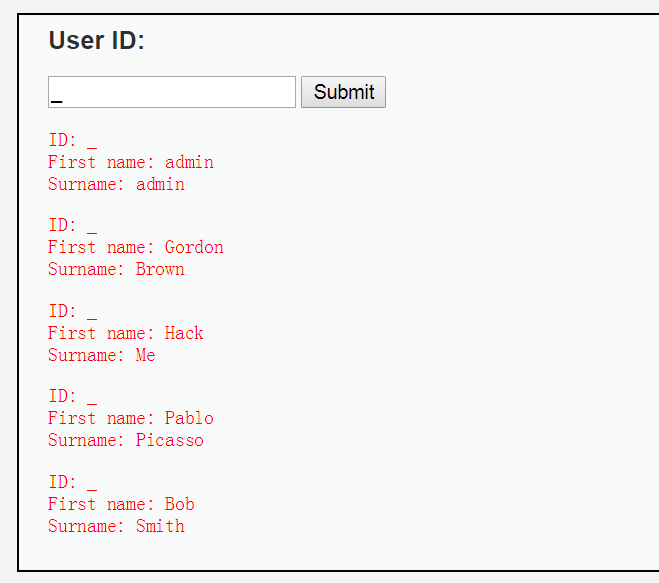 User ID:
_
Submit
ID: _
First name: admin
Surname: admin
ID: _
First name: Gordon
Surname: Brown
ID: _
First name: Hack
Surname: Me
ID: _
First name: Pablo
Surname: Picasso
ID: _
First name: Bob
Surname: Smith